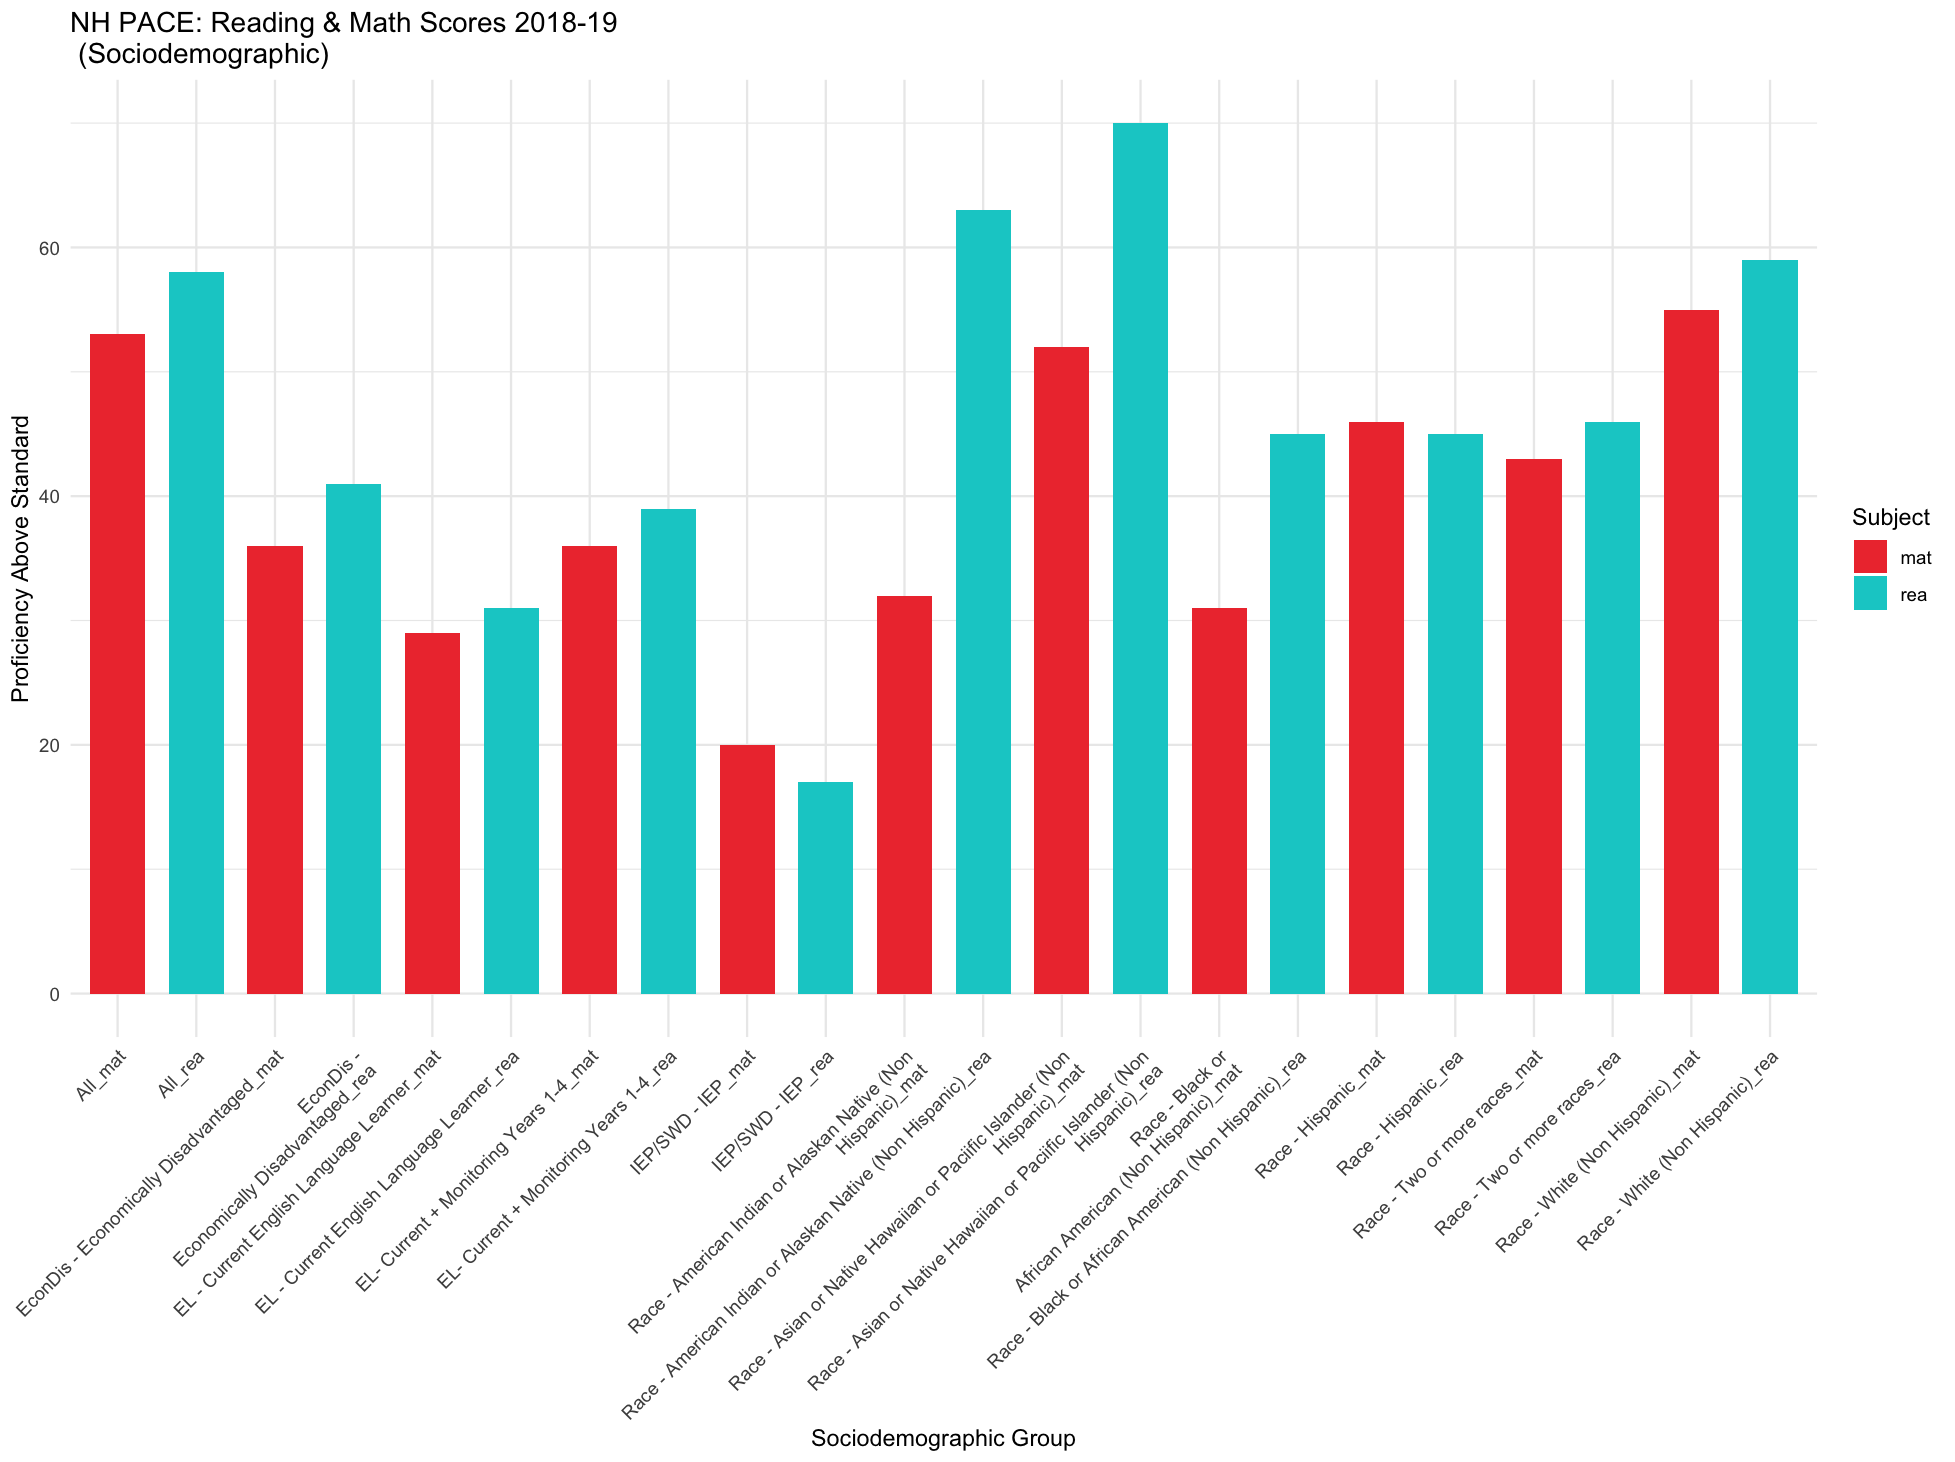 NH PACE: Reading & Math Scores 2018-19
(Sociodemographic)
Proficiency Above Standard
60
40
20
0
All_mat
All_rea
EconDis - Economically Disadvantaged_mat
EconDis -
Economically Disadvantaged_rea
EL - Current English Language Learner_mat
EL - Current English Language Learner_rea
EL- Current + Monitoring Years 1-4_mat
EL- Current + Monitoring Years 1-4_rea
IEP/SWD - IEP_mat
IEP/SWD - IEP_rea
Race - American Indian or Alaskan Native (Non
Hispanic)_mat
Race - American Indian or Alaskan Native (Non Hispanic)_rea
Race - Asian or Native Hawaiian or Pacific Islander (Non
Hispanic)_mat
Race - Asian or Native Hawaiian or Pacific Islander (Non
Hispanic)_rea
Race - Black or
African American (Non Hispanic)_mat
Race - Black or African American (Non Hispanic)_rea
Race - Hispanic_mat
Race - Hispanic_rea
Race - Two or more races_mat
Race - Two or more races_rea
Race - White (Non Hispanic)_mat
Race - White (Non Hispanic)_rea
Sociodemographic Group
Subject
mat
rea